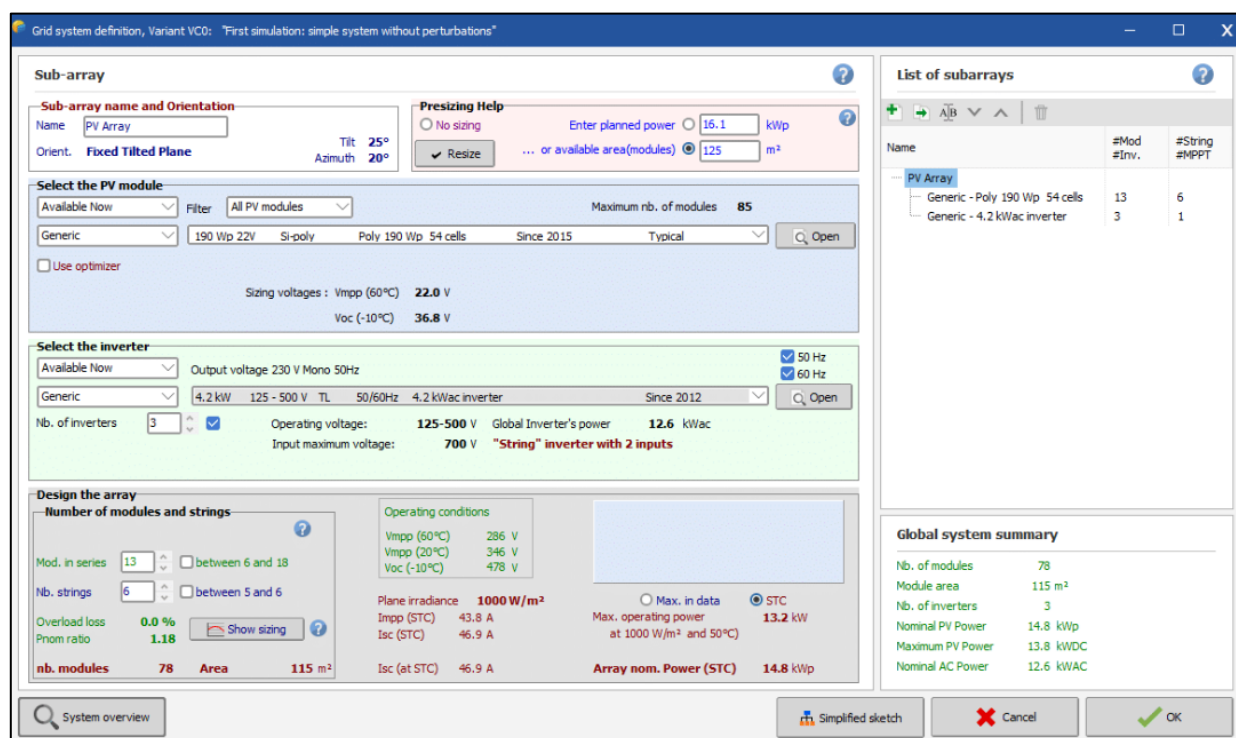 Grid system definition, Variant VC0: "First simulation: simple system without perturbations"
Sub-array
Sub-array name and Orientation
Name PV Array
Orient. Fixed Tilted Plane
Tilt 25°
Azimuth 20°
Presizing Help
No sizing
Enter planned power 16.1 kWp
Resize
... or available area(modules) 125 m²
Select the PV module
Available Now Filter All PV modules Maximum nb. of modules 85
Generic 190 Wp 22V Si-poly Poly 190 Wp 54 cells Since 2015 Typical Open
Use optimizer
Sizing voltages : Vmpp (60°C) 22.0 V
Voc (-10°C) 36.8 V
Select the inverter
Available Now Output voltage 230 V Mono 50Hz
50 Hz
60 Hz
Generic 4.2 kW 125 - 500 V TL 50/60Hz 4.2 kWac inverter Since 2012 Open
Nb. of inverters 3 Operating voltage: 125-500 V Global Inverter's power 12.6 kWac
Input maximum voltage: 700 V "String" inverter with 2 inputs
Design the array
Number of modules and strings
Mod. in series 13 between 6 and 18
Nb. strings 6 between 5 and 6
Overload loss 0.0 %
Pnom ratio 1.18
Show sizing
nb. modules 78 Area 115 m²
Operating conditions
Vmpp (60°C) 286 V
Vmpp (20°C) 346 V
Voc (-10°C) 478 V
Plane irradiance 1000 W/m²
Impp (STC) 43.8 A
Isc (STC) 46.9 A
Isc (at STC) 46.9 A
Max. in data STC
Max. operating power 13.2 kW
at 1000 W/m² and 50°C)
Array nom. Power (STC) 14.8 kWp
List of subarrays
Name #Mod #String
#Inv. #MPPT
PV Array
Generic - Poly 190 Wp 54 cells 13 6
Generic - 4.2 kWac inverter 3 1
Global system summary
Nb. of modules 78
Module area 115 m²
Nb. of inverters 3
Nominal PV Power 14.8 kWp
Maximum PV Power 13.8 kWDC
Nominal AC Power 12.6 kWAC
System overview
Simplified sketch
Cancel
OK